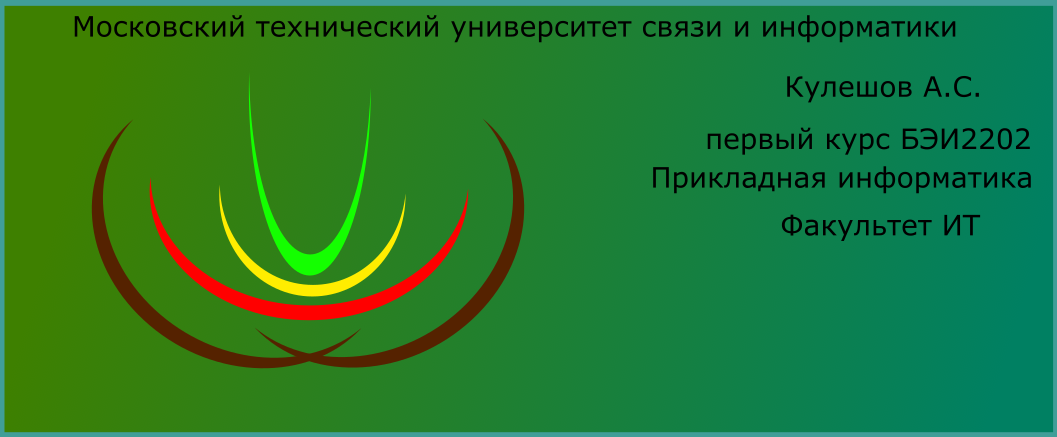 Московский технический университет связи и информатики
Кулешов А.С.
первый курс БЭИ2202
Прикладная информатика
Факультет ИТ